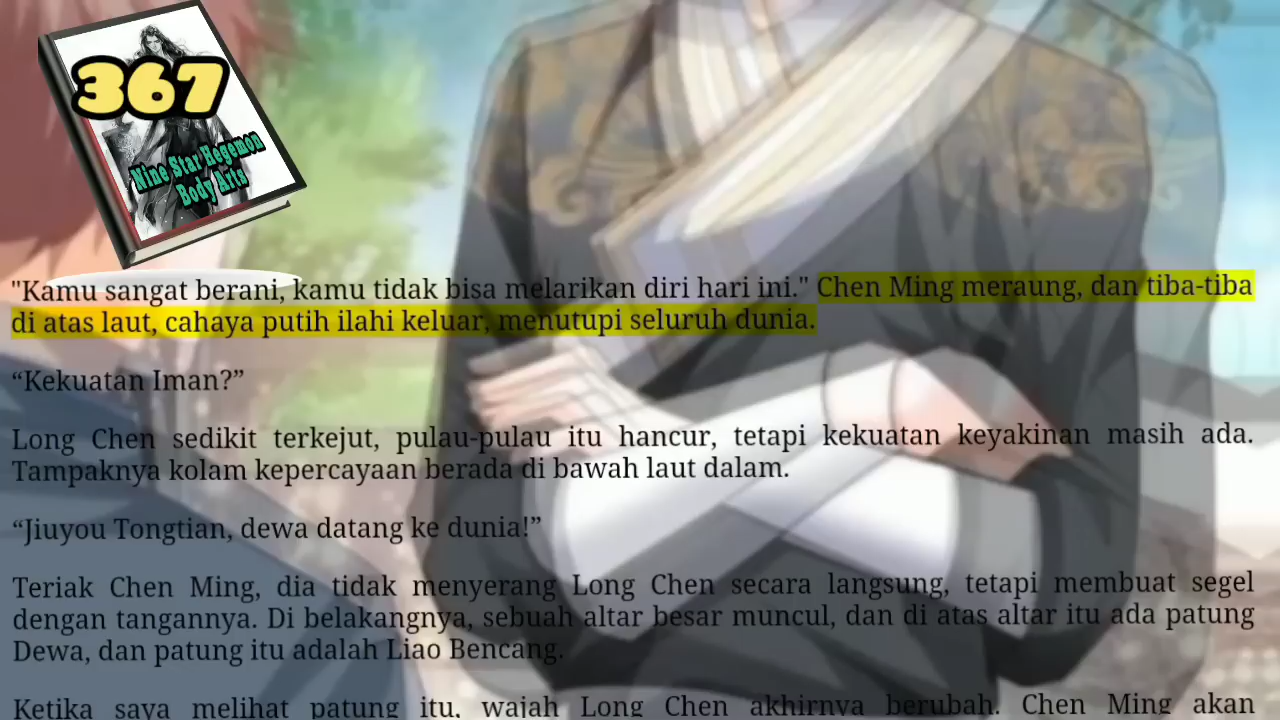 367
Nine Star Hegemon
Body Arts
"Kamu sangat berani, kamu tidak bisa melarikan diri hari ini." Chen Ming meraung, dan tiba-tiba
di atas laut, cahaya putih ilahi keluar, menutupi seluruh dunia.
“Kekuatan Iman?”
Long Chen sedikit terkejut, pulau-pulau itu hancur, tetapi kekuatan keyakinan masih ada.
Tampaknya kolam kepercayaan berada di bawah laut dalam.
“Jiuyou Tongtian, dewa datang ke dunia!”
Teriak Chen Ming, dia tidak menyerang Long Chen secara langsung, tetapi membuat segel
dengan tangannya. Di belakangnya, sebuah altar besar muncul, dan di atas altar itu ada patung
Dewa, dan patung itu adalah Liao Bencang.
Ketika saya melihat patung itu, wajah Long Chen akhirnya berubah. Chen Ming akan